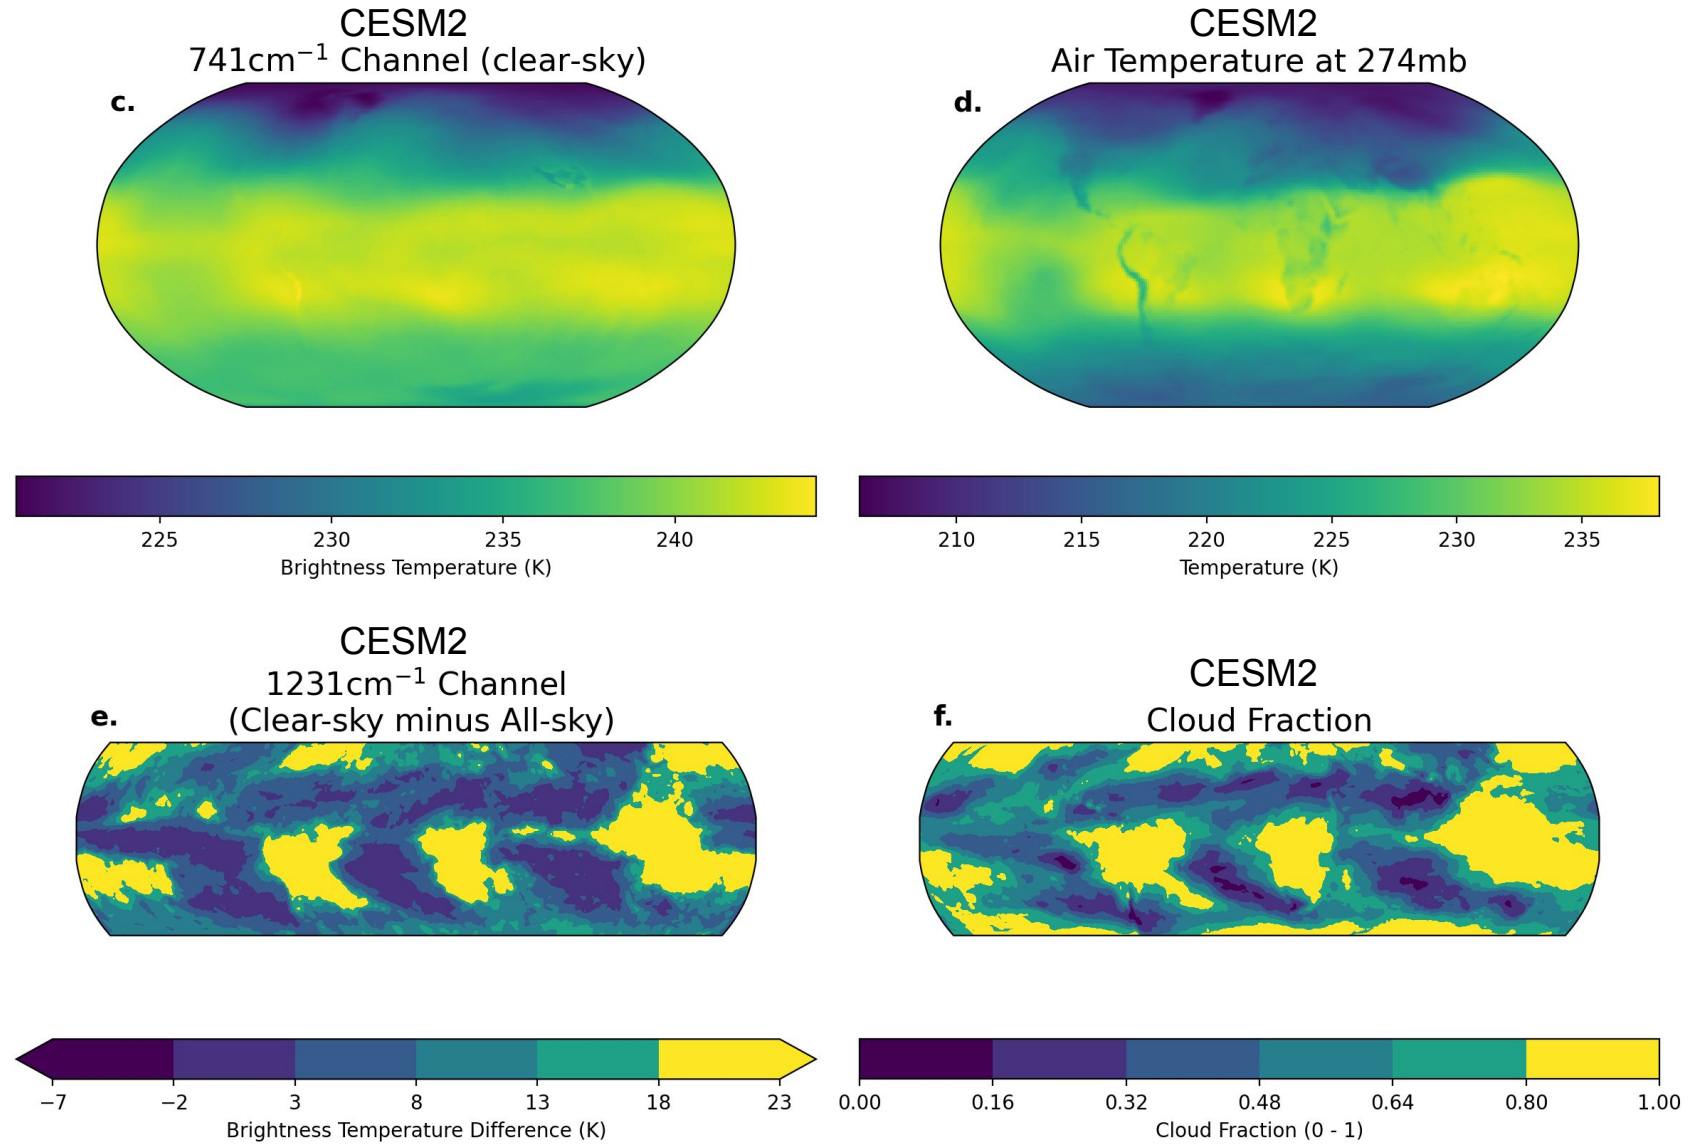 CESM2
741cm⁻¹ Channel (clear-sky)
c.
225 230 235 240
Brightness Temperature (K)
CESM2
Air Temperature at 274mb
d.
210 215 220 225 230 235
Temperature (K)
CESM2
1231cm⁻¹ Channel
(Clear-sky minus All-sky)
e.
−7 −2 3 8 13 18 23
Brightness Temperature Difference (K)
CESM2
Cloud Fraction
f.
0.00 0.16 0.32 0.48 0.64 0.80 1.00
Cloud Fraction (0 - 1)